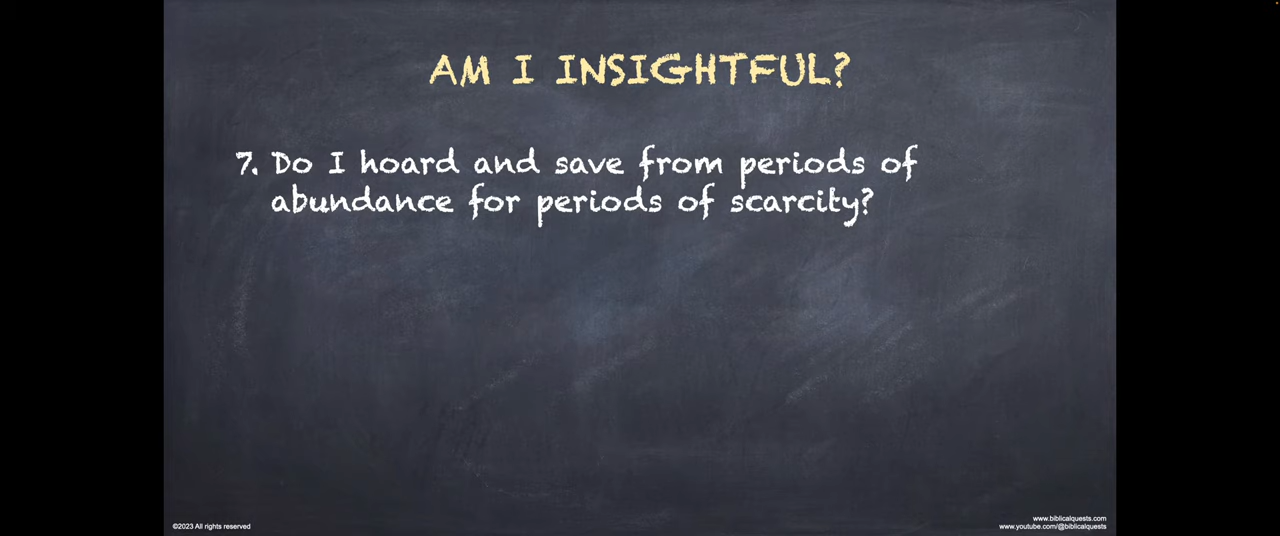 AM I INSIGHTFUL?
7. Do I hoard and save from periods of
abundance for periods of scarcity?
©2023 All rights reserved
www.biblicalquests.com
www.youtube.com/@biblicalquests